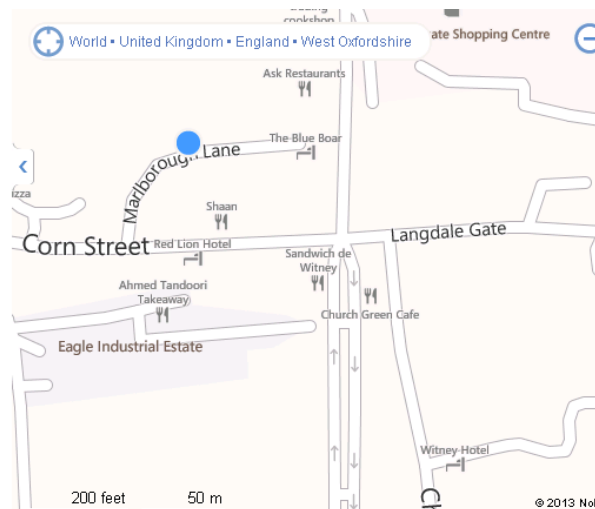 cookshop
World • United Kingdom • England • West Oxfordshire
Shopping Centre
Ask Restaurants
The Blue Boar
Marlborough Lane
Shaan
Corn Street
Red Lion Hotel
Langdale Gate
Sandwich de
Witney
Ahmed Tandoori
Takeaway
Church Green Cafe
Eagle Industrial Estate
Witney Hotel
200 feet
50 m
© 2013